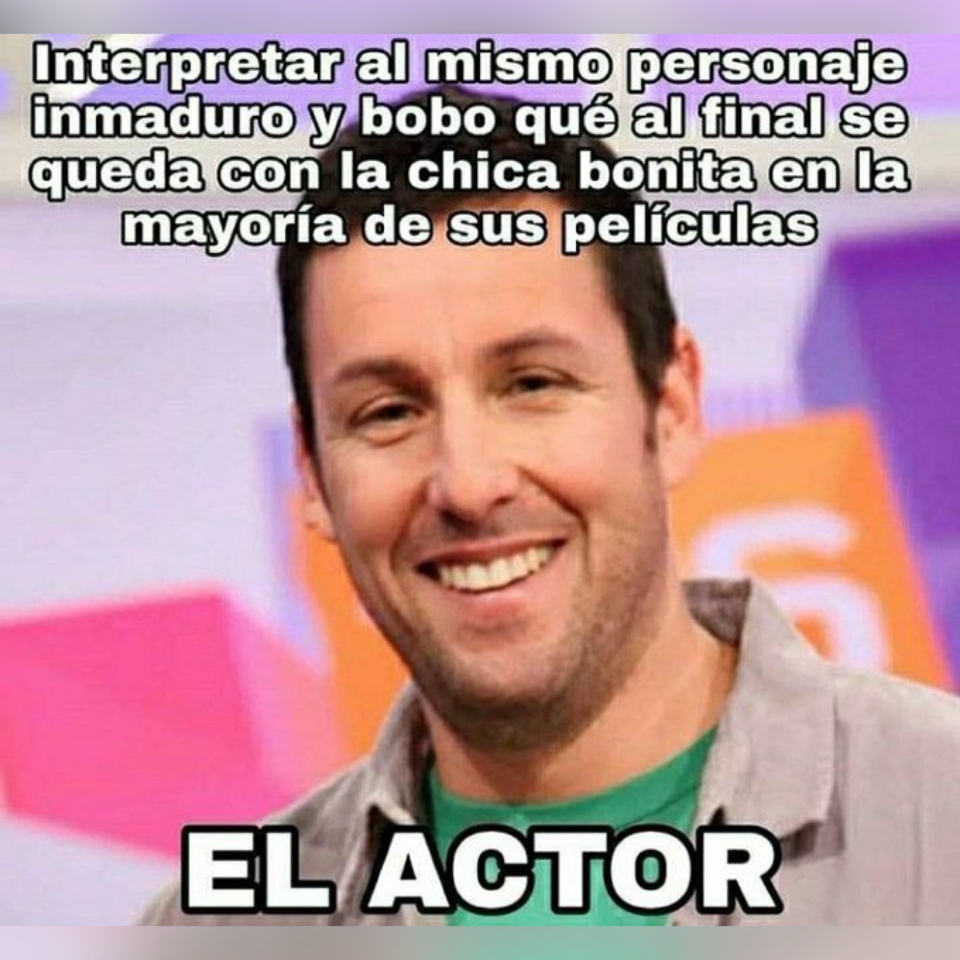 Interpretar al mismo personaje
inmaduro y bobo qué al final se
queda con la chica bonita en la
mayoría de sus películas
EL ACTOR